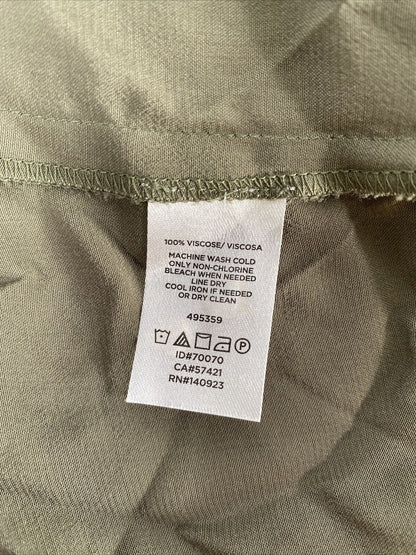 100% VISCOSE/ VISCOSA
MACHINE WASH COLD
ONLY NON-CHLORINE
BLEACH WHEN NEEDED
LINE DRY
COOL IRON IF NEEDED
OR DRY CLEAN
495359
P
ID#70070
CA#57421
RN#140923